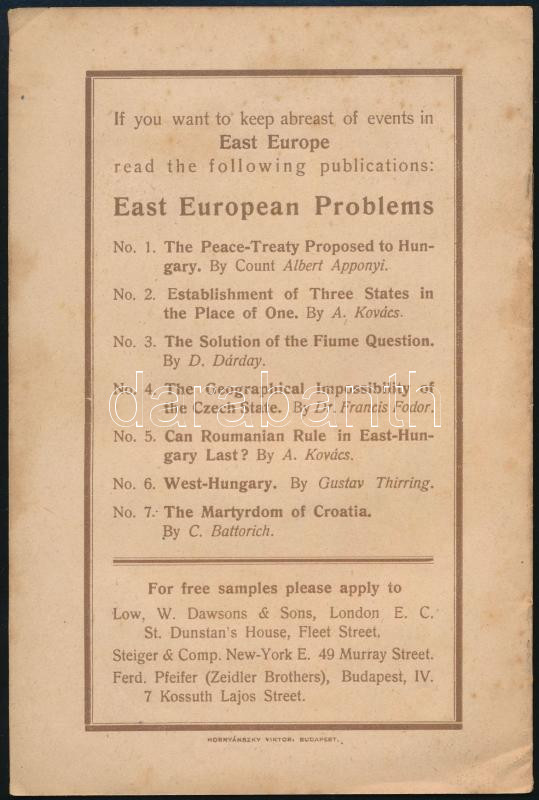 If you want to keep abreast of events in
East Europe
read the following publications:
East European Problems
No. 1. The Peace-Treaty Proposed to Hun-
gary. By Count Albert Apponyi.
No. 2. Establishment of Three States in
the Place of One. By A. Kovács.
No. 3. The Solution of the Fiume Question.
By D. Dárday.
No. 4. The Geographical Impossibility of
the Czech State. By Dr. Francis Fodor.
darabanth
No. 5. Can Roumanian Rule in East-Hun-
gary Last? By A. Kovács.
No. 6. West-Hungary. By Gustav Thirring.
No. 7. The Martyrdom of Croatia.
By C. Battorich.
For free samples please apply to
Low, W. Dawsons & Sons, London E. C.
St. Dunstan's House, Fleet Street.
Steiger & Comp. New-York E. 49 Murray Street.
Ferd. Pfeifer (Zeidler Brothers), Budapest, IV.
7 Kossuth Lajos Street.
HORNYÁNSZKY VIKTOR, BUDAPEST.